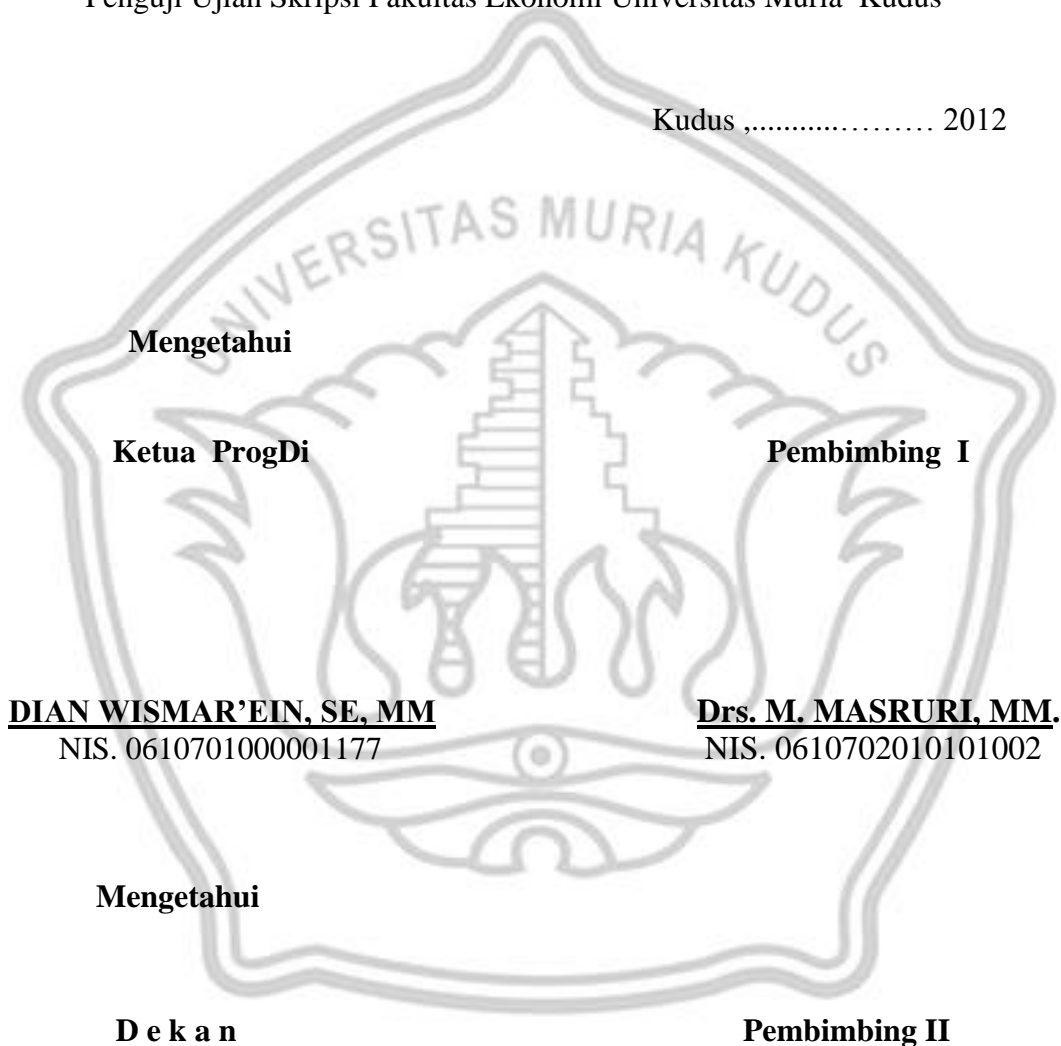 Penguji Ujian Skripsi Fakultas Ekonomi Universitas Muria Kudus
Kudus ,...........……… 2012
UNIVERSITAS MURIA KUDUS
Mengetahui
Ketua ProgDi Pembimbing I
DIAN WISMAR’EIN, SE, MM Drs. M. MASRURI, MM.
NIS. 0610701000001177 NIS. 0610702010101002
Mengetahui
D e k a n Pembimbing II